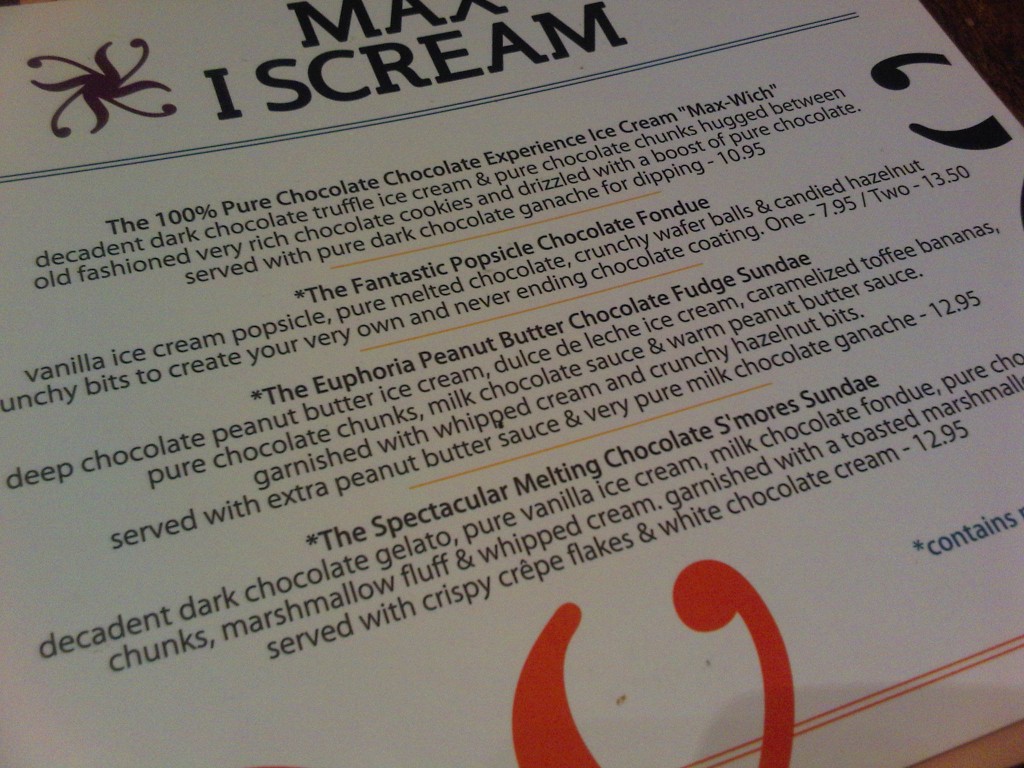 MAX
I SCREAM
The 100% Pure Chocolate Chocolate Experience Ice Cream "Max-Wich"
decadent dark chocolate truffle ice cream & pure chocolate chunks hugged between
old fashioned very rich chocolate cookies and drizzled with a boost of pure chocolate.
served with pure dark chocolate ganache for dipping - 10.95
*The Fantastic Popsicle Chocolate Fondue
vanilla ice cream popsicle, pure melted chocolate, crunchy wafer balls & candied hazelnut
unchy bits to create your very own and never ending chocolate coating. One - 7.95 / Two - 13.50
*The Euphoria Peanut Butter Chocolate Fudge Sundae
deep chocolate peanut butter ice cream, dulce de leche ice cream, caramelized toffee bananas,
pure chocolate chunks, milk chocolate sauce & warm peanut butter sauce.
garnished with whipped cream and crunchy hazelnut bits.
served with extra peanut butter sauce & very pure milk chocolate ganache - 12.95
*The Spectacular Melting Chocolate S'mores Sundae
decadent dark chocolate gelato, pure vanilla ice cream, milk chocolate fondue, pure cho
chunks, marshmallow fluff & whipped cream. garnished with a toasted marshmallo
served with crispy crêpe flakes & white chocolate cream - 12.95
*contains